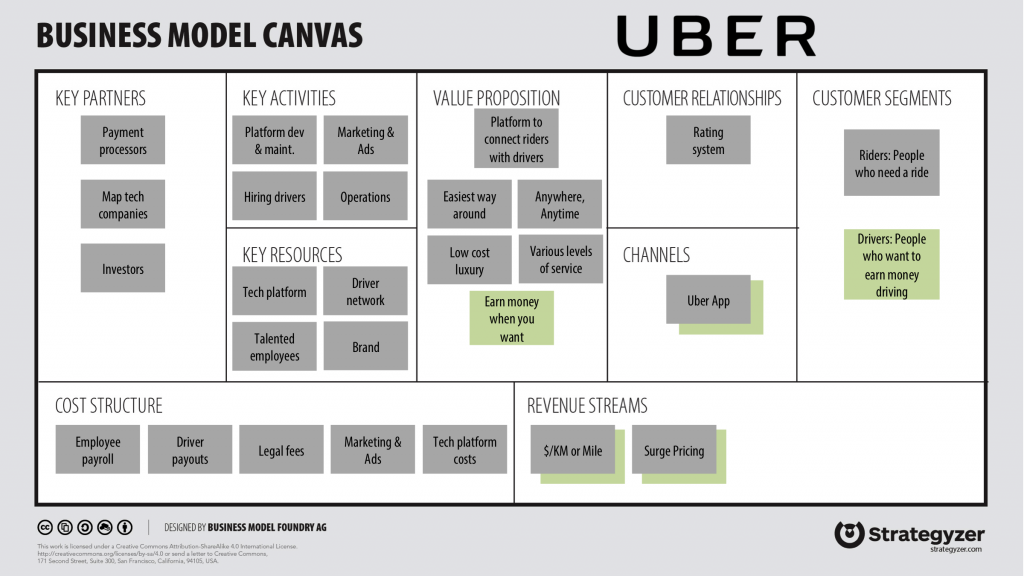 BUSINESS MODEL CANVAS
UBER
KEY PARTNERS
Payment
processors
Map tech
companies
Investors
KEY ACTIVITIES
Platform dev
& maint.
Marketing &
Ads
Hiring drivers
Operations
KEY RESOURCES
Tech platform
Driver
network
Talented
employees
Brand
VALUE PROPOSITION
Platform to
connect riders
with drivers
Easiest way
around
Anywhere,
Anytime
Low cost
luxury
Various levels
of service
Earn money
when you
want
CUSTOMER RELATIONSHIPS
Rating
system
CHANNELS
Uber App
CUSTOMER SEGMENTS
Riders: People
who need a ride
Drivers: People
who want to
earn money
driving
COST STRUCTURE
Employee
payroll
Driver
payouts
Legal fees
Marketing &
Ads
Tech platform
costs
REVENUE STREAMS
$/KM or Mile
Surge Pricing
cc
DESIGNED BY BUSINESS MODEL FOUNDRY AG
This work is licensed under a Creative Commons Attribution-ShareAlike 4.0 International License.
http://creativecommons.org/licenses/by-sa/4.0 or send a letter to Creative Commons,
171 Second Street, Suite 300, San Francisco, California, 94105, USA.
Strategyzer
strategyzer.com